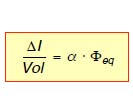 ΔI / Vol = α · Φeq